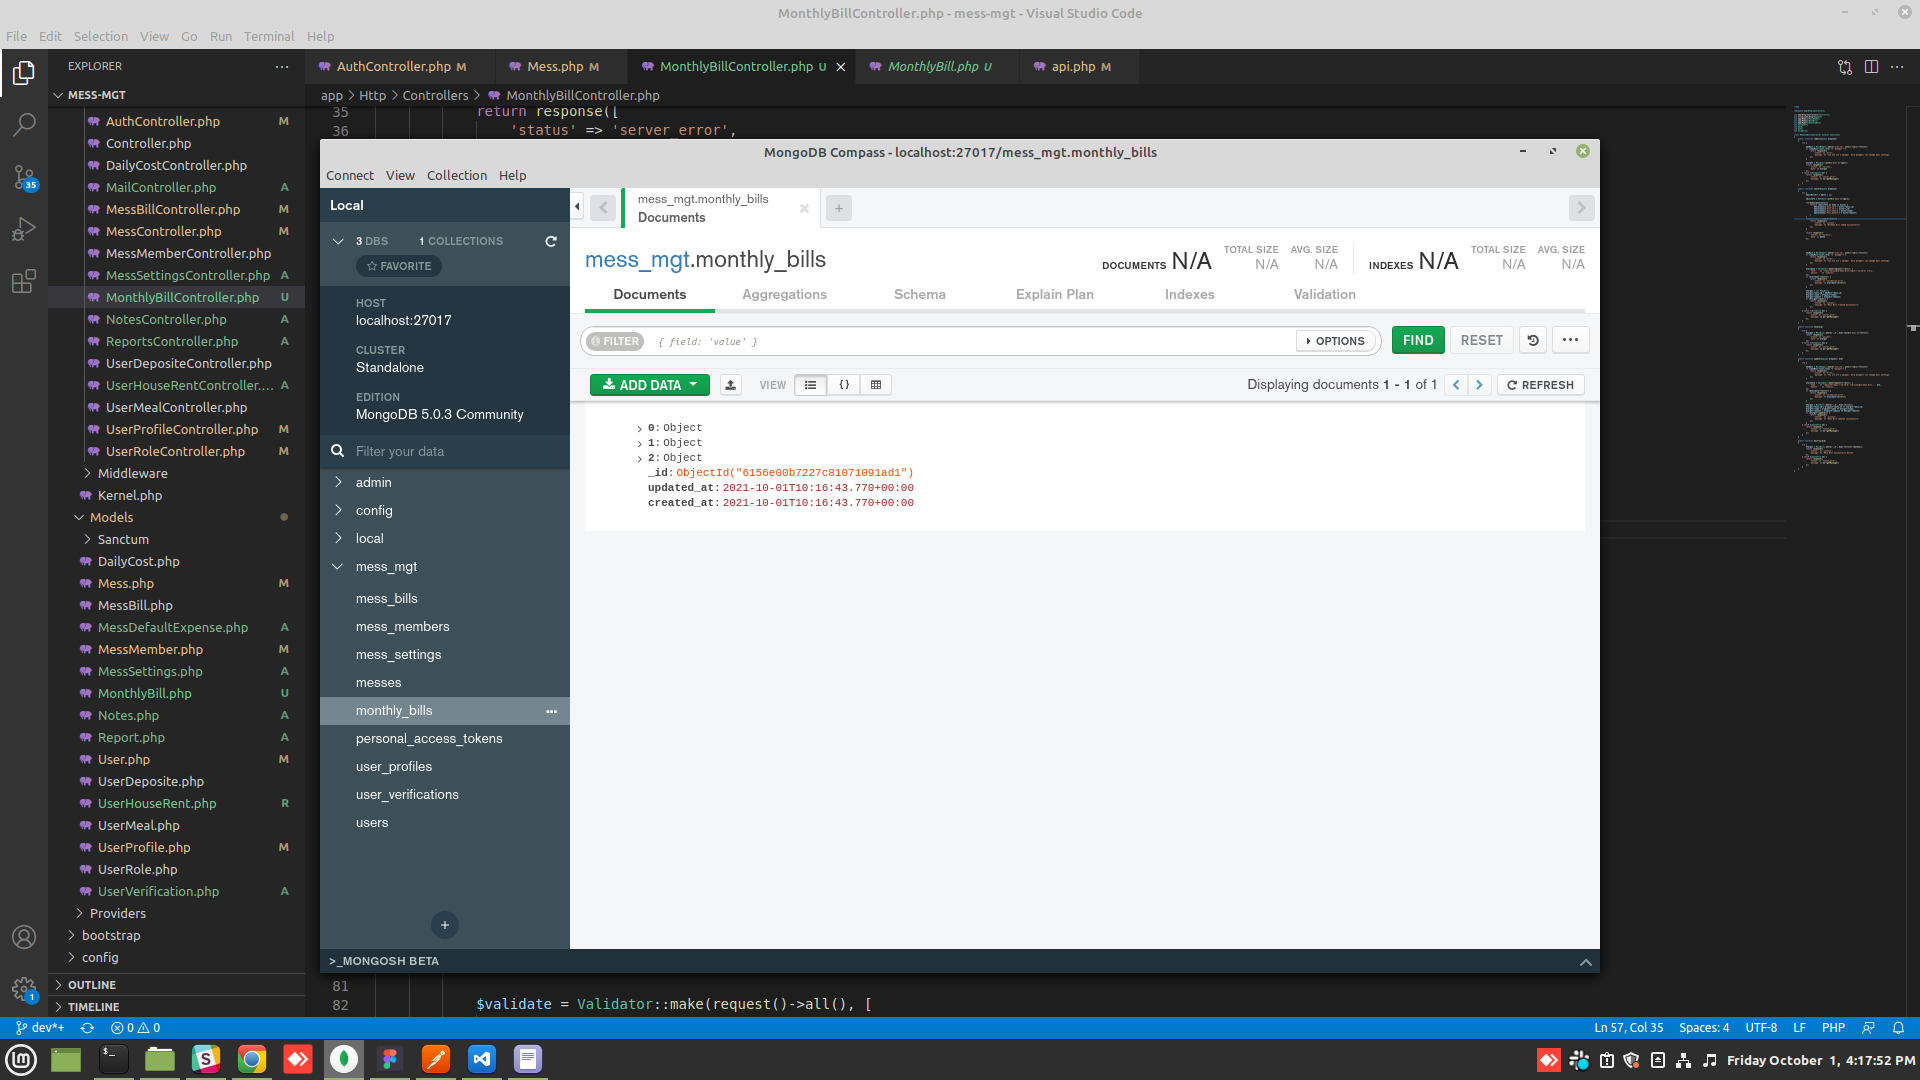 MonthlyBillController.php - mess-mgt - Visual Studio Code
File Edit Selection View Go Run Terminal Help
EXPLORER
MESS-MGT
AuthController.php M
Controller.php
DailyCostController.php
MailController.php A
MessBillController.php M
MessController.php M
MessMemberController.php
MessSettingsController.php A
MonthlyBillController.php U
NotesController.php A
ReportsController.php A
UserDepositeController.php
UserHouseRentController.... A
UserMealController.php
UserProfileController.php M
UserRoleController.php M
Middleware
Kernel.php
Models
Sanctum
DailyCost.php
Mess.php M
MessBill.php
MessDefaultExpense.php A
MessMember.php M
MessSettings.php A
MonthlyBill.php U
Notes.php A
Report.php A
User.php M
UserDeposite.php
UserHouseRent.php R
UserMeal.php
UserProfile.php M
UserRole.php
UserVerification.php A
Providers
bootstrap
config
OUTLINE
TIMELINE
35
1
AuthController.php M Mess.php M MonthlyBillController.php U MonthlyBill.php U api.php M
app > Http > Controllers > MonthlyBillController.php
35 return response([
36 'status' => 'server_error',
MongoDB Compass - localhost:27017/mess_mgt.monthly_bills
Connect View Collection Help
Local
3 DBS 1 COLLECTIONS
FAVORITE
HOST
localhost:27017
CLUSTER
Standalone
EDITION
MongoDB 5.0.3 Community
Filter your data
admin
config
local
mess_mgt
mess_bills
mess_members
mess_settings
messes
monthly_bills
personal_access_tokens
user_profiles
user_verifications
users
mess_mgt.monthly_bills
Documents
mess_mgt.monthly_bills
DOCUMENTS N/A TOTAL SIZE N/A AVG. SIZE N/A
INDEXES N/A TOTAL SIZE N/A AVG. SIZE N/A
Documents Aggregations Schema Explain Plan Indexes Validation
FILTER { field: 'value' } OPTIONS FIND RESET
ADD DATA VIEW Displaying documents 1 - 1 of 1 REFRESH
0: Object
1: Object
2: Object
_id: ObjectId("6156e00b7227c81071091ad1")
updated_at: 2021-10-01T10:16:43.770+00:00
created_at: 2021-10-01T10:16:43.770+00:00
>_MONGOSH BETA
81
82 $validate = Validator::make(request()->all(), [
dev*+ 0 0 Ln 57, Col 35 Spaces: 4 UTF-8 LF PHP
Friday October 1, 4:17:52 PM